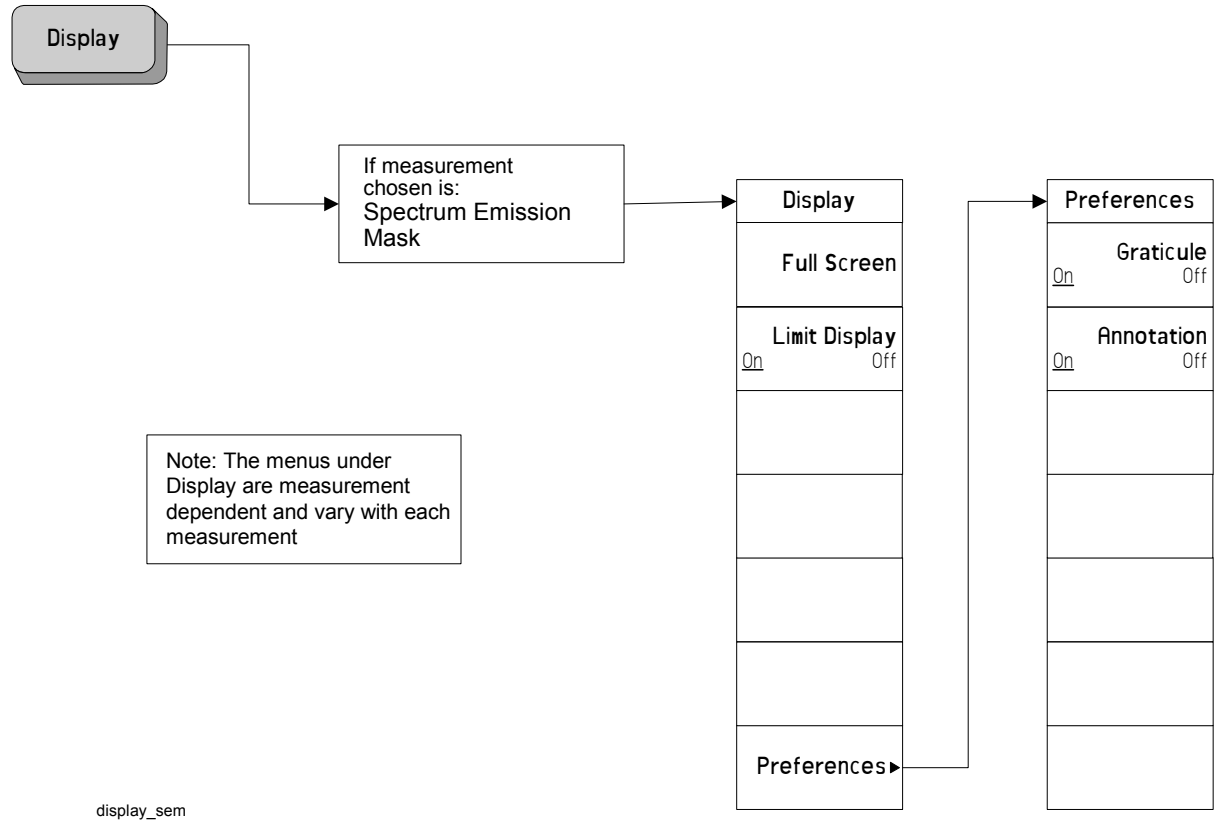 Display
If measurement
chosen is:
Spectrum Emission
Mask
Note: The menus under
Display are measurement
dependent and vary with each
measurement
Display
Full Screen
Limit Display
On Off
Preferences
Preferences
Graticule
On Off
Annotation
On Off
display_sem